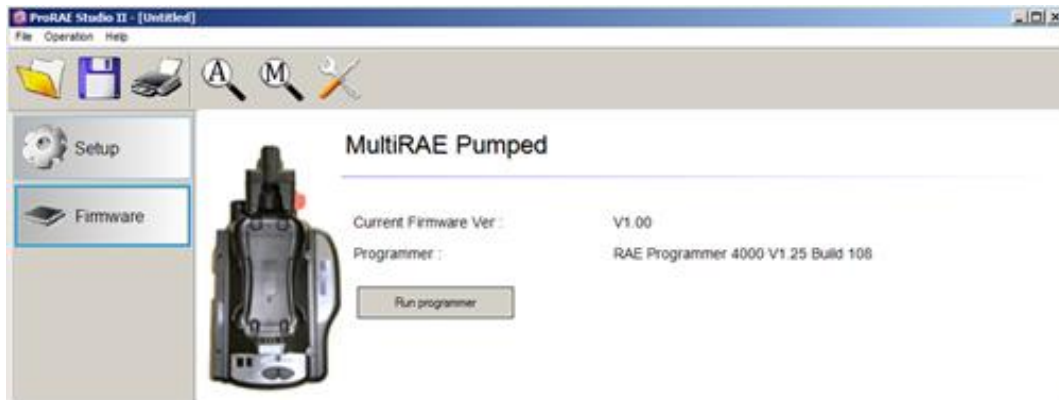 ProRAE Studio II - [Untitled]
File Operation Help
A M
Setup
MultiRAE Pumped
Firmware
Current Firmware Ver : V1.00
Programmer : RAE Programmer 4000 V1.25 Build 108
Run programmer